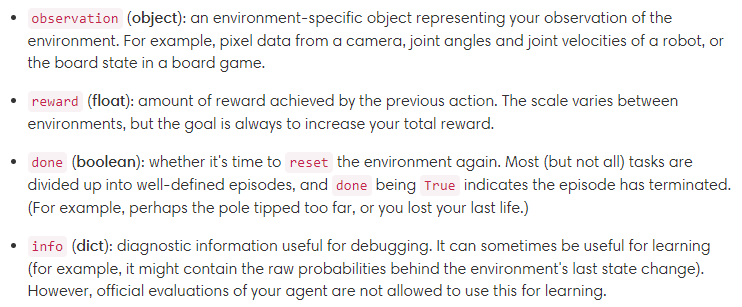 • observation (object): an environment-specific object representing your observation of the
environment. For example, pixel data from a camera, joint angles and joint velocities of a robot, or
the board state in a board game.
• reward (float): amount of reward achieved by the previous action. The scale varies between
environments, but the goal is always to increase your total reward.
• done (boolean): whether it's time to reset the environment again. Most (but not all) tasks are
divided up into well-defined episodes, and done being True indicates the episode has terminated.
(For example, perhaps the pole tipped too far, or you lost your last life.)
• info (dict): diagnostic information useful for debugging. It can sometimes be useful for learning
(for example, it might contain the raw probabilities behind the environment's last state change).
However, official evaluations of your agent are not allowed to use this for learning.